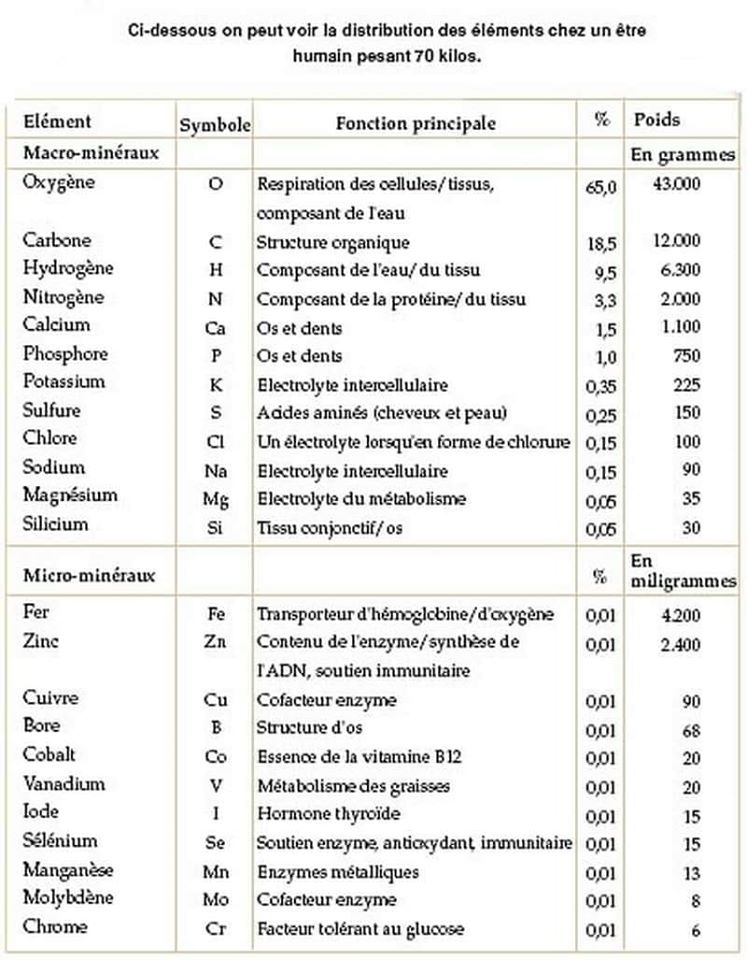 Ci-dessous on peut voir la distribution des éléments chez un être
humain pesant 70 kilos.
Elément Symbole Fonction principale % Poids
Macro-minéraux En grammes
Oxygène O Respiration des cellules/tissus, 65,0 43.000
composant de l'eau
Carbone C Structure organique 18,5 12.000
Hydrogène H Composant de l'eau/du tissu 9,5 6.300
Nitrogène N Composant de la protéine/du tissu 3,3 2.000
Calcium Ca Os et dents 1,5 1.100
Phosphore P Os et dents 1,0 750
Potassium K Electrolyte intercellulaire 0,35 225
Sulfure S Acides aminés (cheveux et peau) 0,25 150
Chlore Cl Un électrolyte lorsqu'en forme de chlorure 0,15 100
Sodium Na Electrolyte intercellulaire 0,15 90
Magnésium Mg Electrolyte du métabolisme 0,05 35
Silicium Si Tissu conjonctif/os 0,05 30
Micro-minéraux % En
miligrammes
Fer Fe Transporteur d'hémoglobine/d'oxygène 0,01 4.200
Zinc Zn Contenu de l'enzyme/synthèse de 0,01 2.400
l'ADN, soutien immunitaire
Cuivre Cu Cofacteur enzyme 0,01 90
Bore B Structure d'os 0,01 68
Cobalt Co Essence de la vitamine B12 0,01 20
Vanadium V Métabolisme des graisses 0,01 20
Iode I Hormone thyroïde 0,01 15
Sélénium Se Soutien enzyme, antioxydant, immunitaire 0,01 15
Manganèse Mn Enzymes métalliques 0,01 13
Molybdène Mo Cofacteur enzyme 0,01 8
Chrome Cr Facteur tolérant au glucose 0,01 6